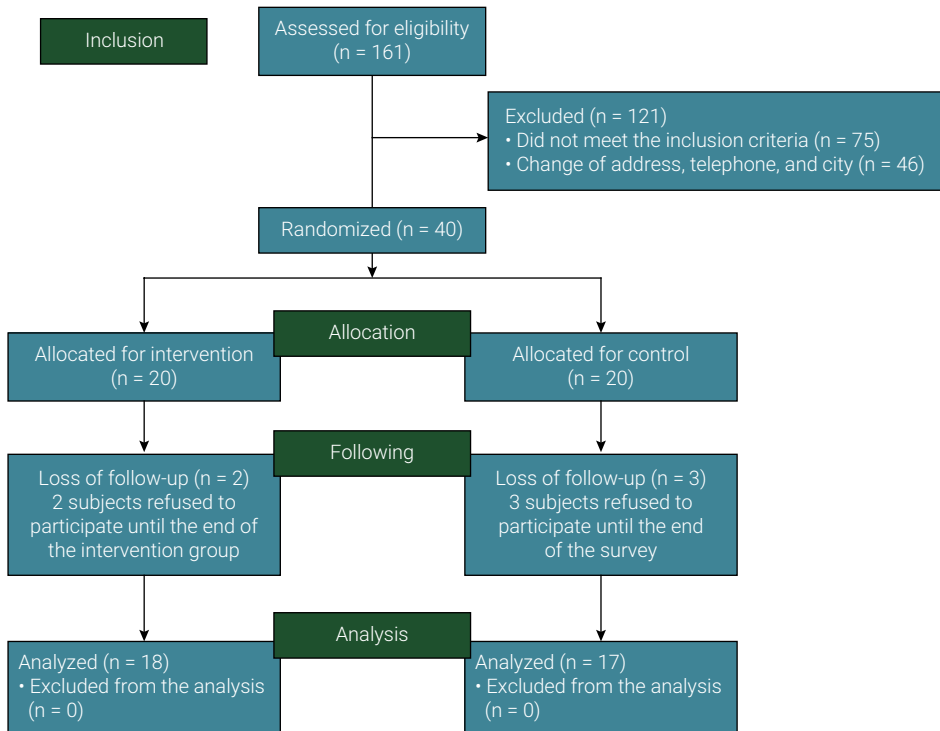 Inclusion
Assessed for eligibility
(n = 161)
Excluded (n = 121)
• Did not meet the inclusion criteria (n = 75)
• Change of address, telephone, and city (n = 46)
Randomized (n = 40)
Allocation
Allocated for intervention
(n = 20)
Allocated for control
(n = 20)
Following
Loss of follow-up (n = 2)
2 subjects refused to
participate until the end of
the intervention group
Loss of follow-up (n = 3)
3 subjects refused to
participate until the end
of the survey
Analysis
Analyzed (n = 18)
• Excluded from the analysis
(n = 0)
Analyzed (n = 17)
• Excluded from the analysis
(n = 0)